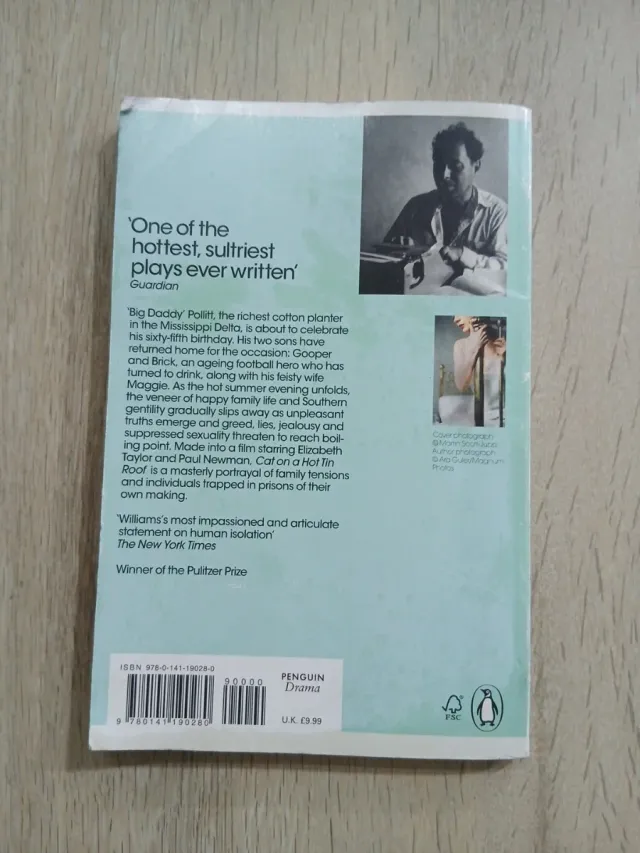 ‘One of the
hottest, sultriest
plays ever written’
Guardian
‘Big Daddy’ Pollitt, the richest cotton planter
in the Mississippi Delta, is about to celebrate
his sixty-fifth birthday. His two sons have
returned home for the occasion: Gooper
and Brick, an ageing football hero who has
turned to drink, along with his feisty wife
Maggie. As the hot summer evening unfolds,
the veneer of happy family life and Southern
gentility gradually slips away as unpleasant
truths emerge and greed, lies, jealousy and
suppressed sexuality threaten to reach boil-
ing point. Made into a film starring Elizabeth
Taylor and Paul Newman, Cat on a Hot Tin
Roof is a masterly portrayal of family tensions
and individuals trapped in prisons of their
own making.
‘Williams’s most impassioned and articulate
statement on human isolation’
The New York Times
Winner of the Pulitzer Prize
Cover photograph
Author photograph
Photos
ISBN 978-0-141-19028-0
90000
9 780141 190280
PENGUIN
Drama
U.K. £9.99
FSC